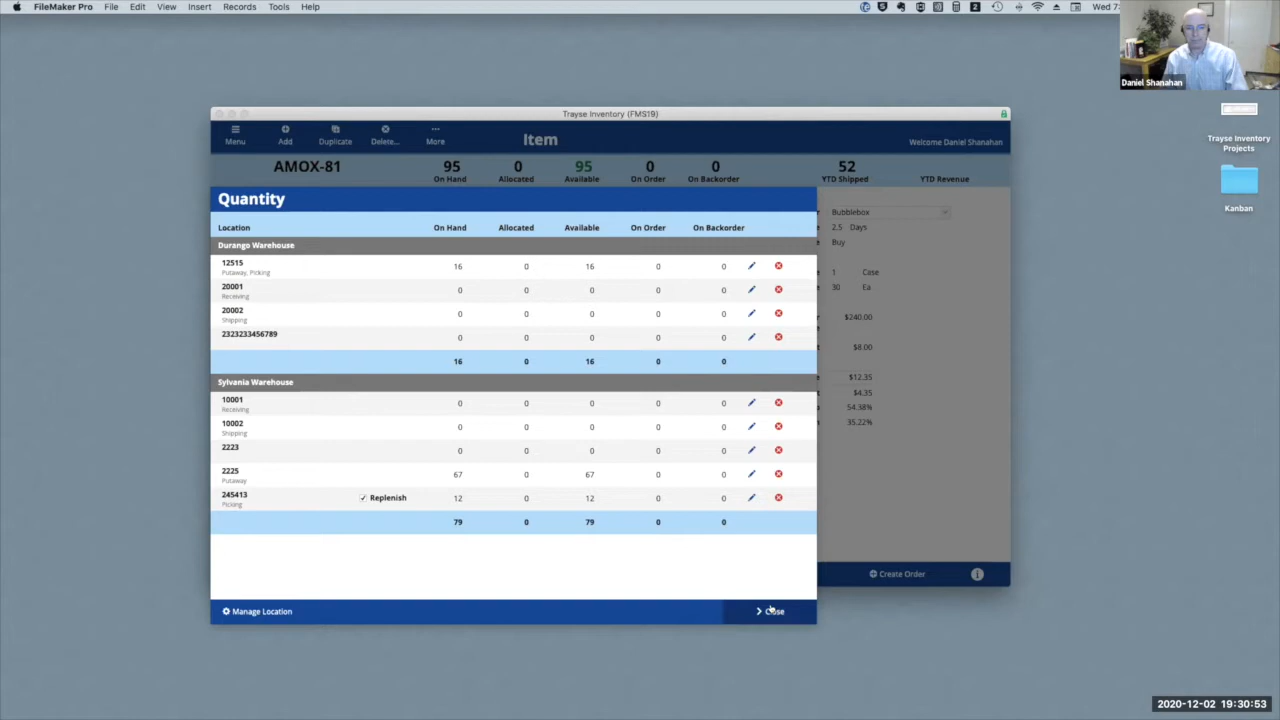 FileMaker Pro File Edit View Insert Records Tools Help
2
Wed 7:
Daniel Shanahan
Trayse Inventory (FMS19)
Menu Add Duplicate Delete... More
Item
Welcome Daniel Shanahan
AMOX-81 95 0 95 0 0 52
On Hand Allocated Available On Order On Backorder YTD Shipped YTD Revenue
Trayse Inventory
Projects
Kanban
Quantity
Location On Hand Allocated Available On Order On Backorder
Durango Warehouse
12515 16 0 16 0 0
Putaway, Picking
20001 0 0 0 0 0
Receiving
20002 0 0 0 0 0
Shipping
2323233456789 0 0 0 0 0
16 0 16 0 0
Sylvania Warehouse
10001 0 0 0 0 0
Receiving
10002 0 0 0 0 0
Shipping
2223 0 0 0 0 0
2225 67 0 67 0 0
Putaway
245413 Replenish 12 0 12 0 0
Picking
79 0 79 0 0
Manage Location
Close
Bubblebox
2.5 Days
Buy
1 Case
30 Ea
$240.00
$8.00
$12.35
$4.35
54.38%
35.22%
Create Order
2020-12-02 19:30:53